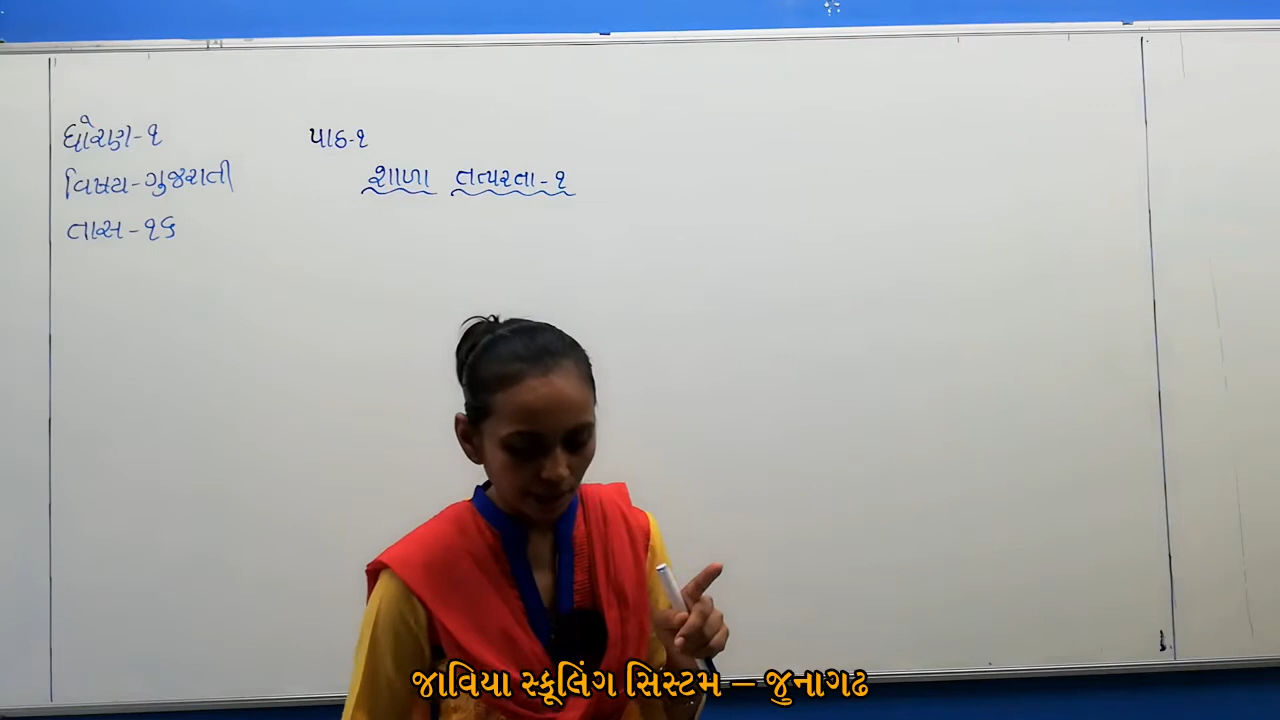 ધોરણ-૧
વિષય-ગુજરાતી
તાસ-૧૬
પાઠ-૧
શાળા તત્પરતા-૧
જાવિયા સ્કૂલિંગ સિસ્ટમ – જુનાગઢ